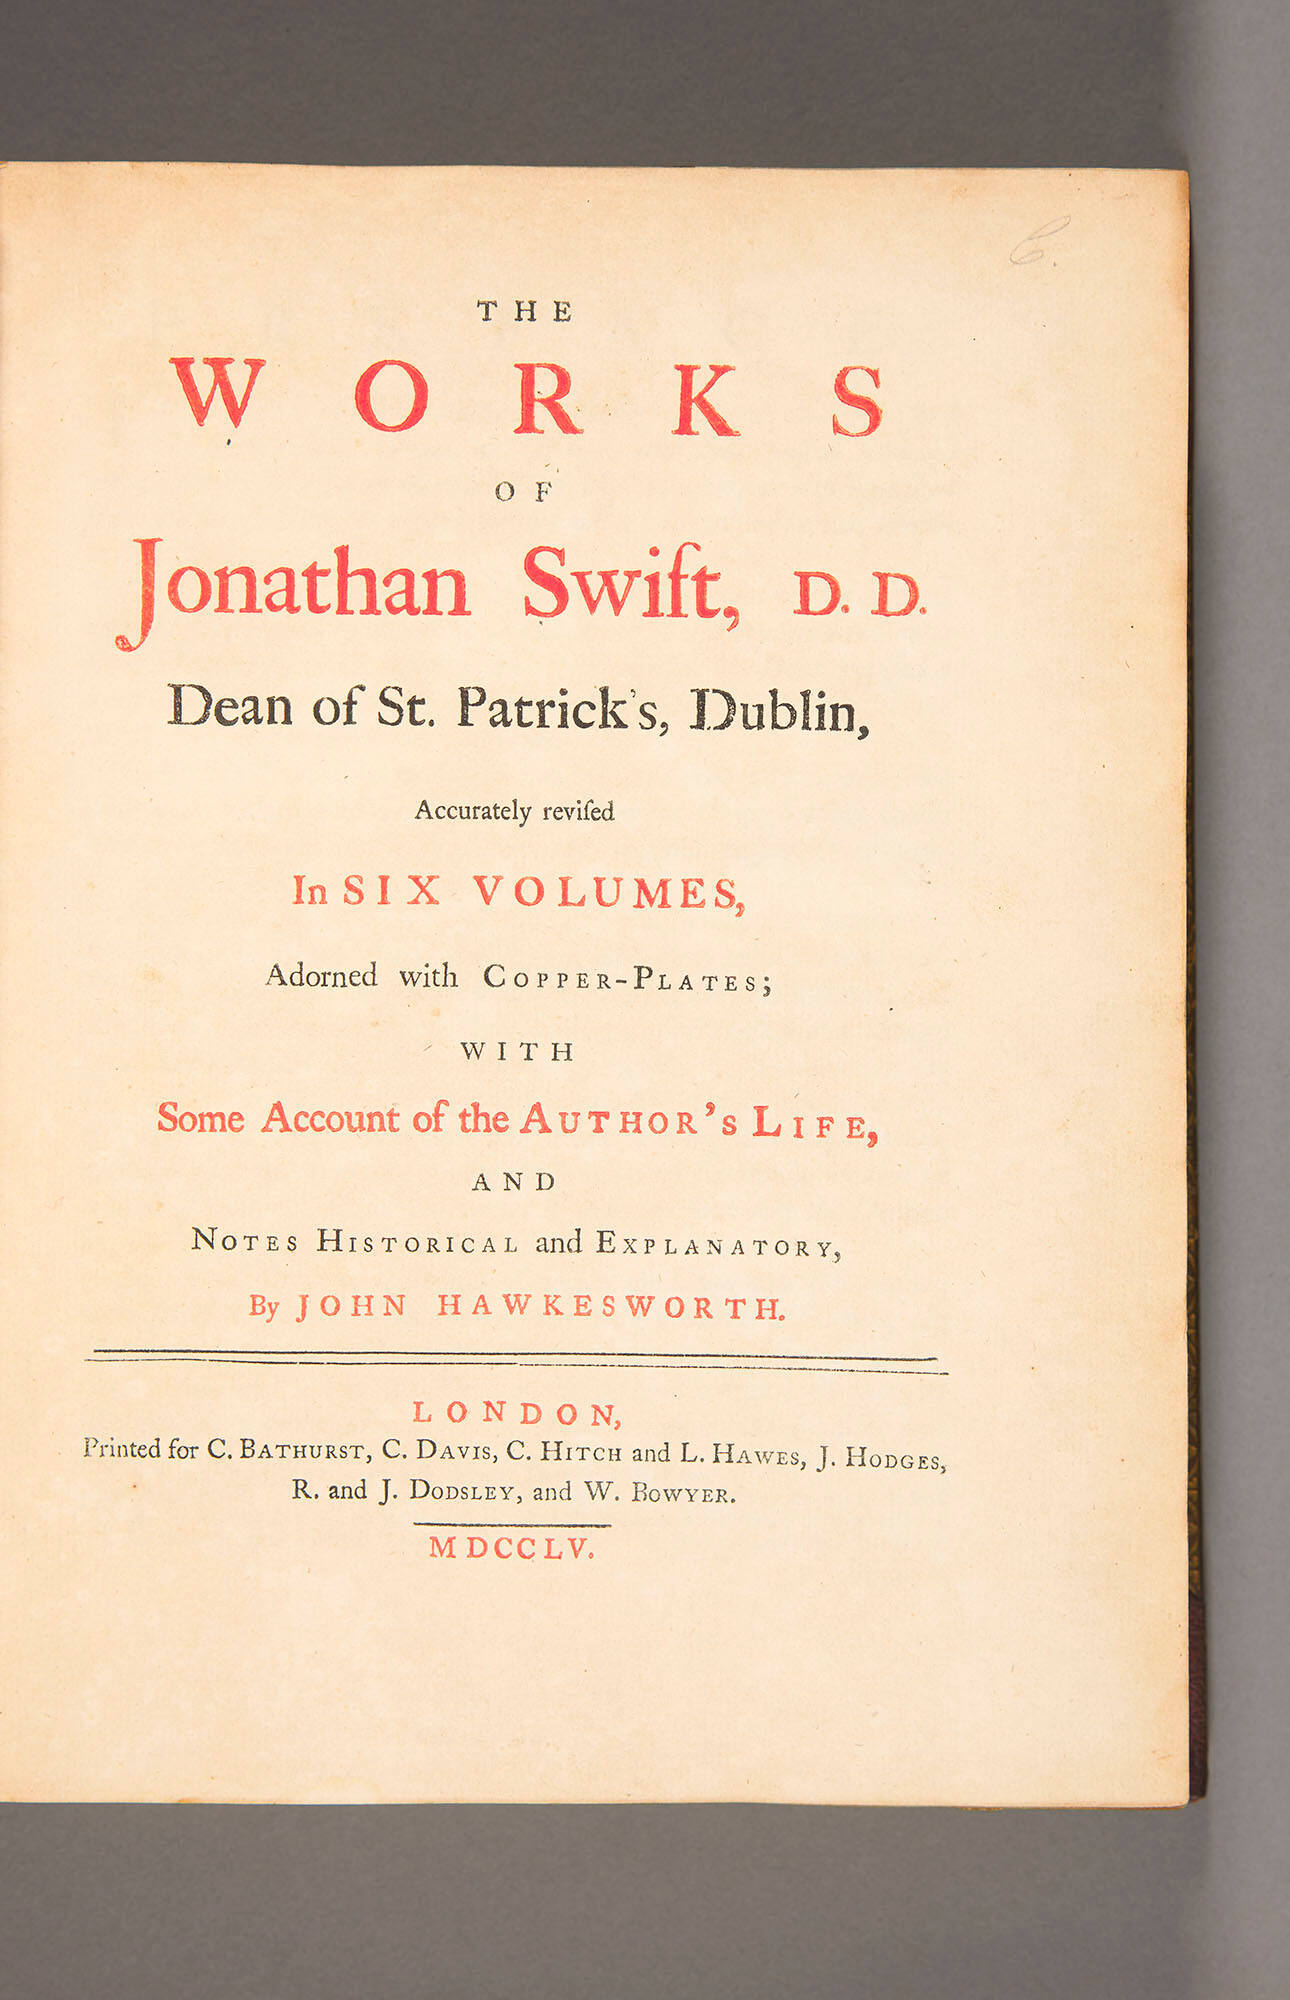 C.
THE
WORKS
OF
Jonathan Swiſt, D. D.
Dean of St. Patrick's, Dublin,
Accurately reviſed
In SIX VOLUMES,
Adorned with COPPER-PLATES;
WITH
Some Account of the AUTHOR's LIFE,
AND
NOTES HISTORICAL and EXPLANATORY,
By JOHN HAWKESWORTH.
LONDON,
Printed for C. BATHURST, C. DAVIS, C. HITCH and L. HAWES, J. HODGES,
R. and J. DODSLEY, and W. BOWYER.
MDCCLV.